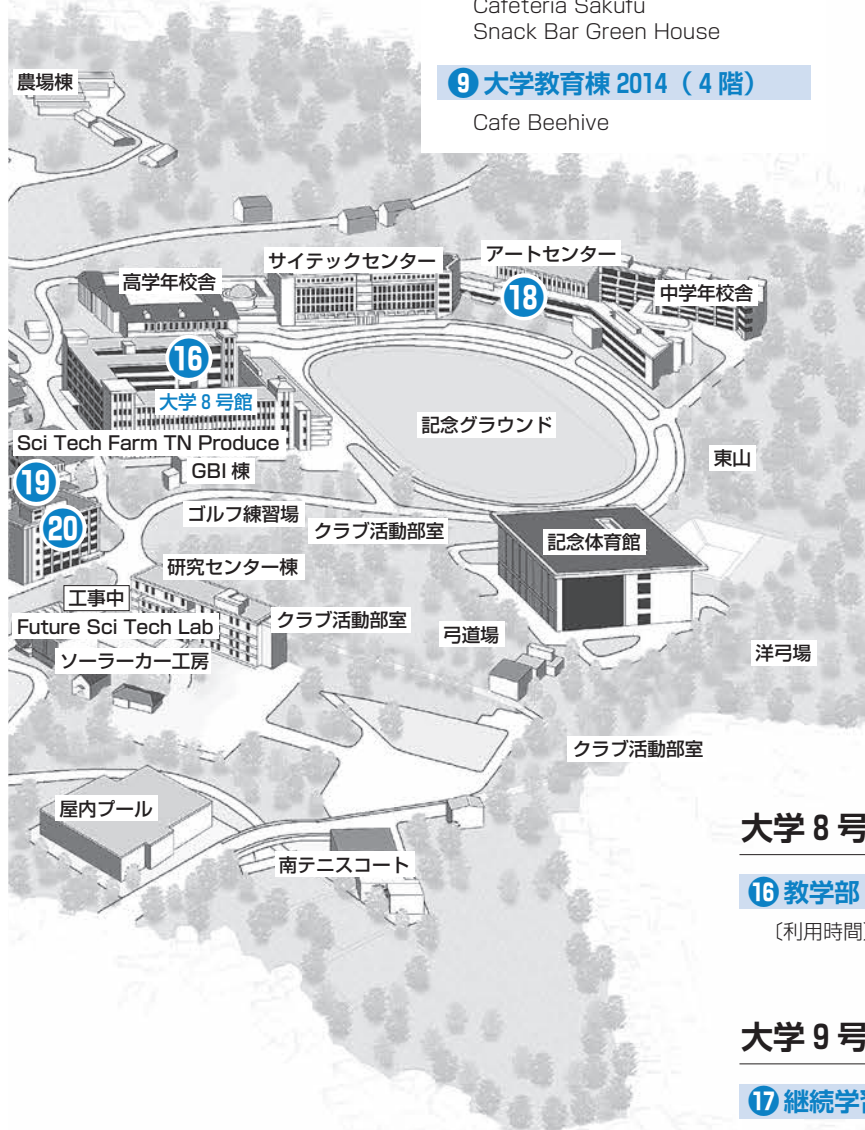 Cafeteria Sakufu
Snack Bar Green House
❾大学教育棟 2014（4 階）
Cafe Beehive
農場棟
サイテックセンター
アートセンター
高学年校舎
⓲
中学年校舎
⓰
大学 8 号館
記念グラウンド
Sci Tech Farm TN Produce
GBI 棟
東山
⓳
ゴルフ練習場
クラブ活動部室
⓴
記念体育館
研究センター棟
工事中
Future Sci Tech Lab
クラブ活動部室
弓道場
ソーラーカー工房
洋弓場
クラブ活動部室
屋内プール
南テニスコート
大学 8 号
⓰教学部
〔利用時間〕
大学 9 号
⓱継続学習